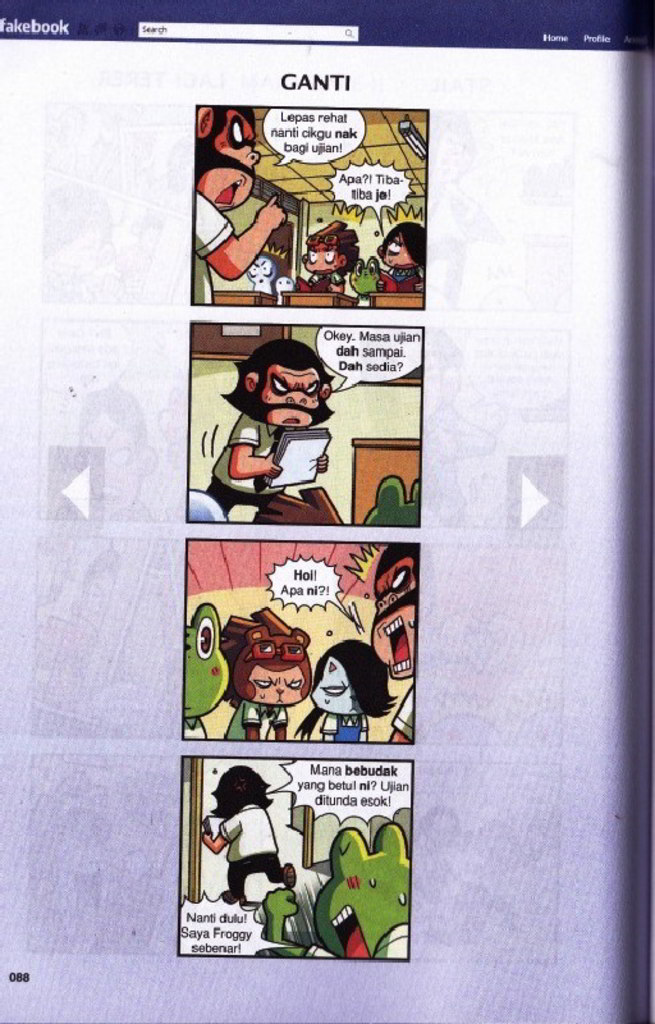 fakebook
Search
Home Profile
GANTI
Lepas rehat
nanti cikgu nak
bagi ujian!
Apa?! Tiba-
tiba je!
Okey. Masa ujian
dah sampai.
Dah sedia?
Hoi!
Apa ni?!
Mana bebudak
yang betul ni? Ujian
ditunda esok!
Nanti dulu!
Saya Froggy
sebenar!
088